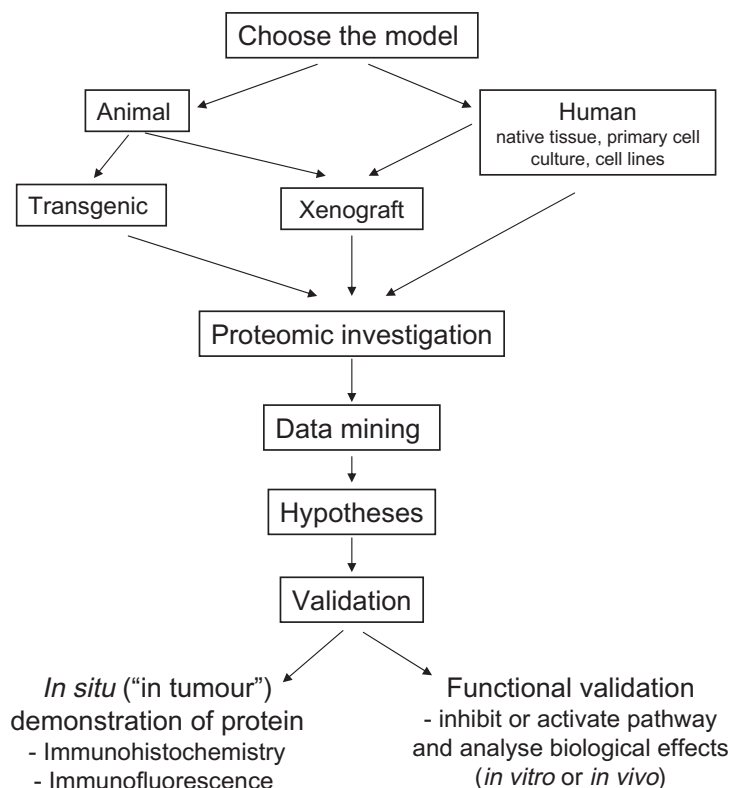 Choose the model
Animal
Human
native tissue, primary cell
culture, cell lines
Transgenic
Xenograft
Proteomic investigation
Data mining
Hypotheses
Validation
In situ (“in tumour”)
demonstration of protein
- Immunohistochemistry
- Immunofluorescence
Functional validation
- inhibit or activate pathway
and analyse biological effects
(in vitro or in vivo)